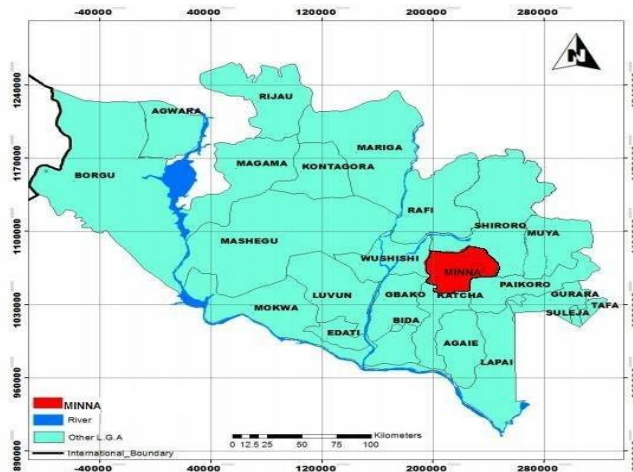 -40000 40000 120000 200000 280000
N
1240000
1170000
1100000
1030000
960000
890000
RIJAU
AGWARA
MARIGA
MAGAMA KONTAGORA
BORGU
RAFI
SHIRORO
MUYA
MASHEGU
WUSHISHI
MINNA
PAIKORO
LUVUN GBAKO KATCHA GURARA
MOKWA TAFA
SULEJA
EDATI BIDA
AGAIE
LAPAI
MINNA
River
Other L.G.A
International_Boundary
0 12.5 25 50 75 100 Kilometers
-40000 40000 120000 200000 280000